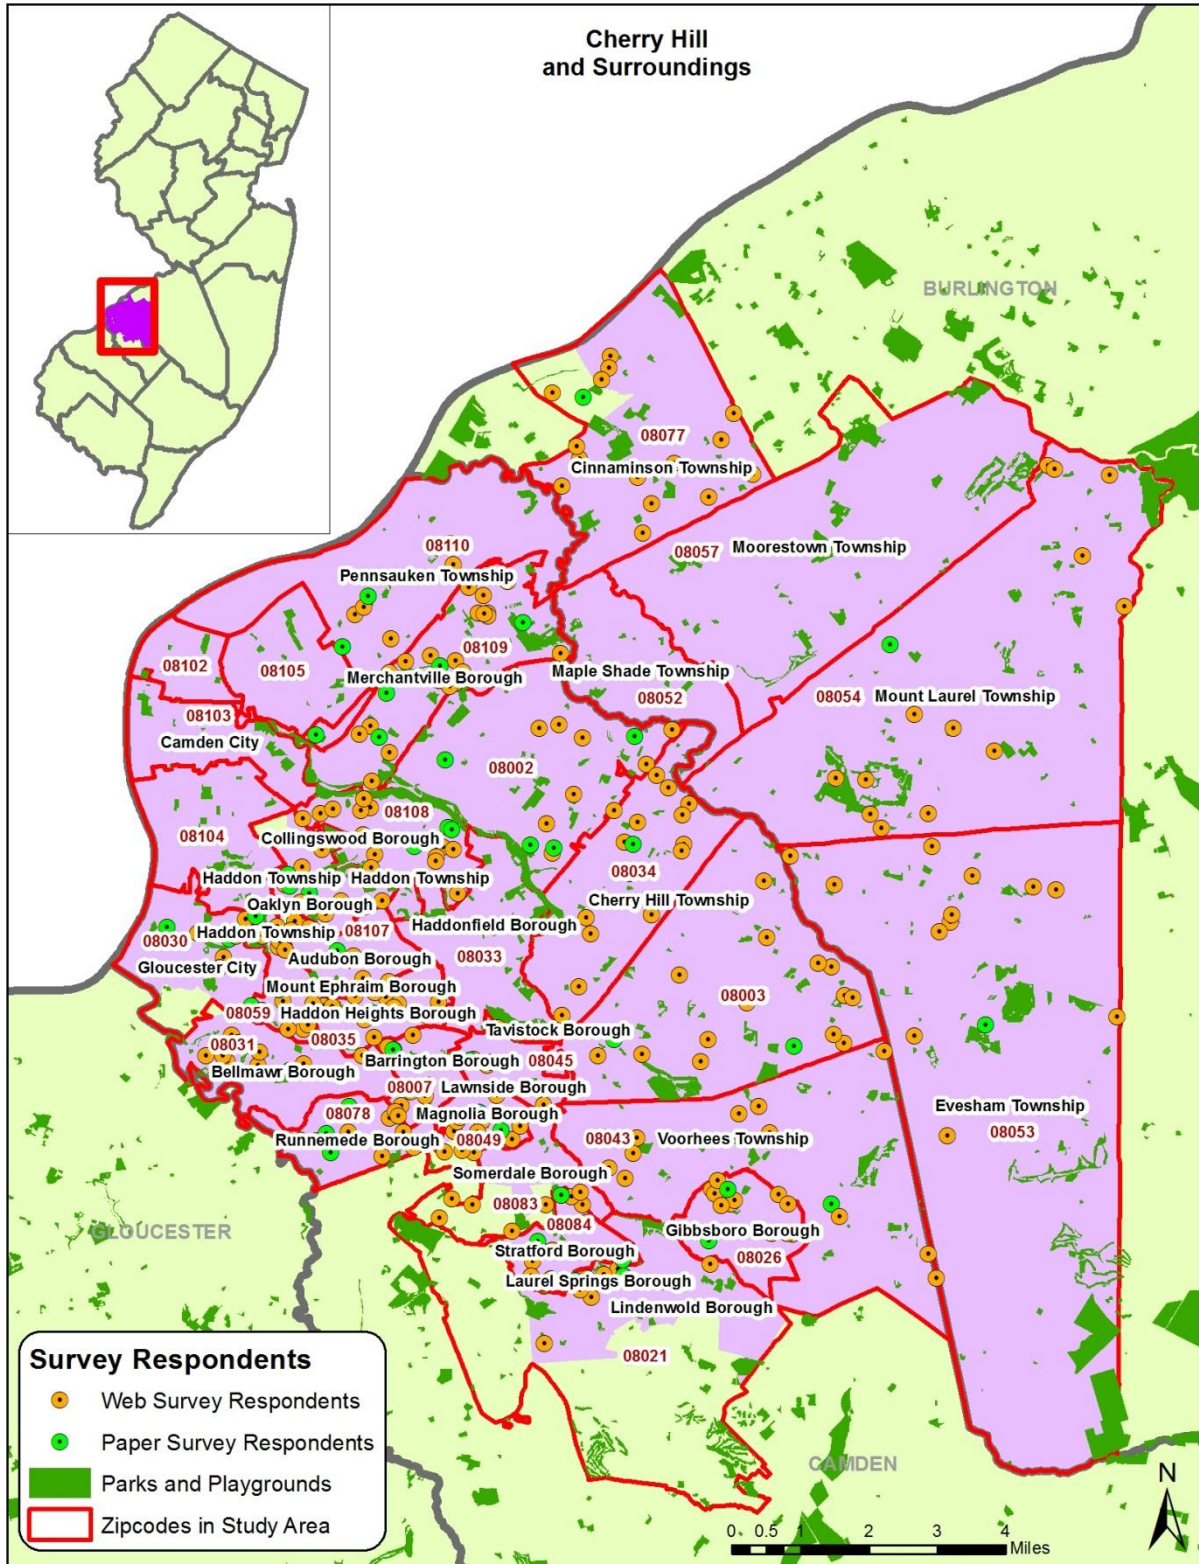 Cherry Hill
and Surroundings
BURLINGTON
08077
Cinnaminson Township
08057
Moorestown Township
08110
Pennsauken Township
08102
08105
08109
Merchantville Borough
Maple Shade Township
08052
08054
Mount Laurel Township
08103
Camden City
08002
08104
08108
Collingswood Borough
08034
Haddon Township
Haddon Township
Cherry Hill Township
Oaklyn Borough
Haddonfield Borough
08030
Haddon Township
08107
08033
Gloucester City
Audubon Borough
Mount Ephraim Borough
08003
08059
Haddon Heights Borough
Tavistock Borough
08031
08035
Barrington Borough
08045
Bellmawr Borough
08007
Lawnside Borough
08078
Magnolia Borough
Evesham Township
08053
Runnemede Borough
08049
08043
Voorhees Township
Somerdale Borough
08083
08084
Gibbsboro Borough
08026
GLOUCESTER
Stratford Borough
Laurel Springs Borough
Lindenwold Borough
08021
CAMDEN
Survey Respondents
Web Survey Respondents
Paper Survey Respondents
Parks and Playgrounds
Zipcodes in Study Area
N
0 0.5 1 2 3 4
Miles